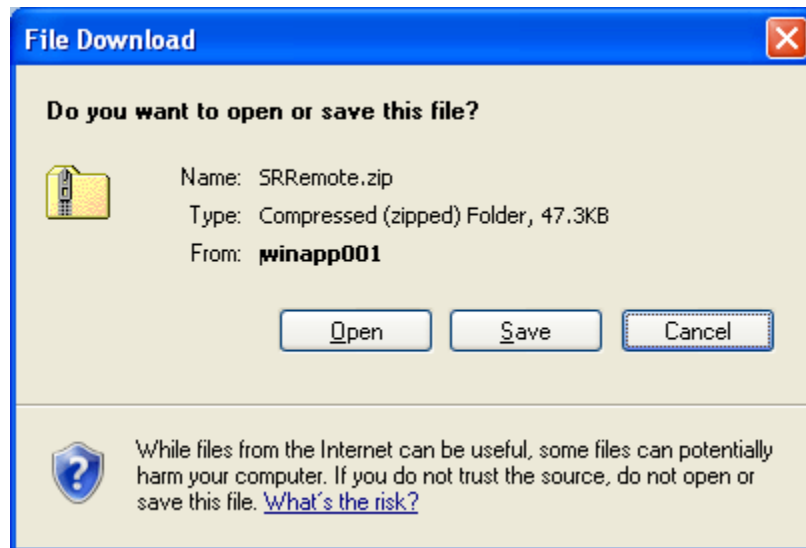 File Download
Do you want to open or save this file?
Name: SRRemote.zip
Type: Compressed (zipped) Folder, 47.3KB
From: winapp001
Open Save Cancel
While files from the Internet can be useful, some files can potentially
harm your computer. If you do not trust the source, do not open or
save this file. What's the risk?